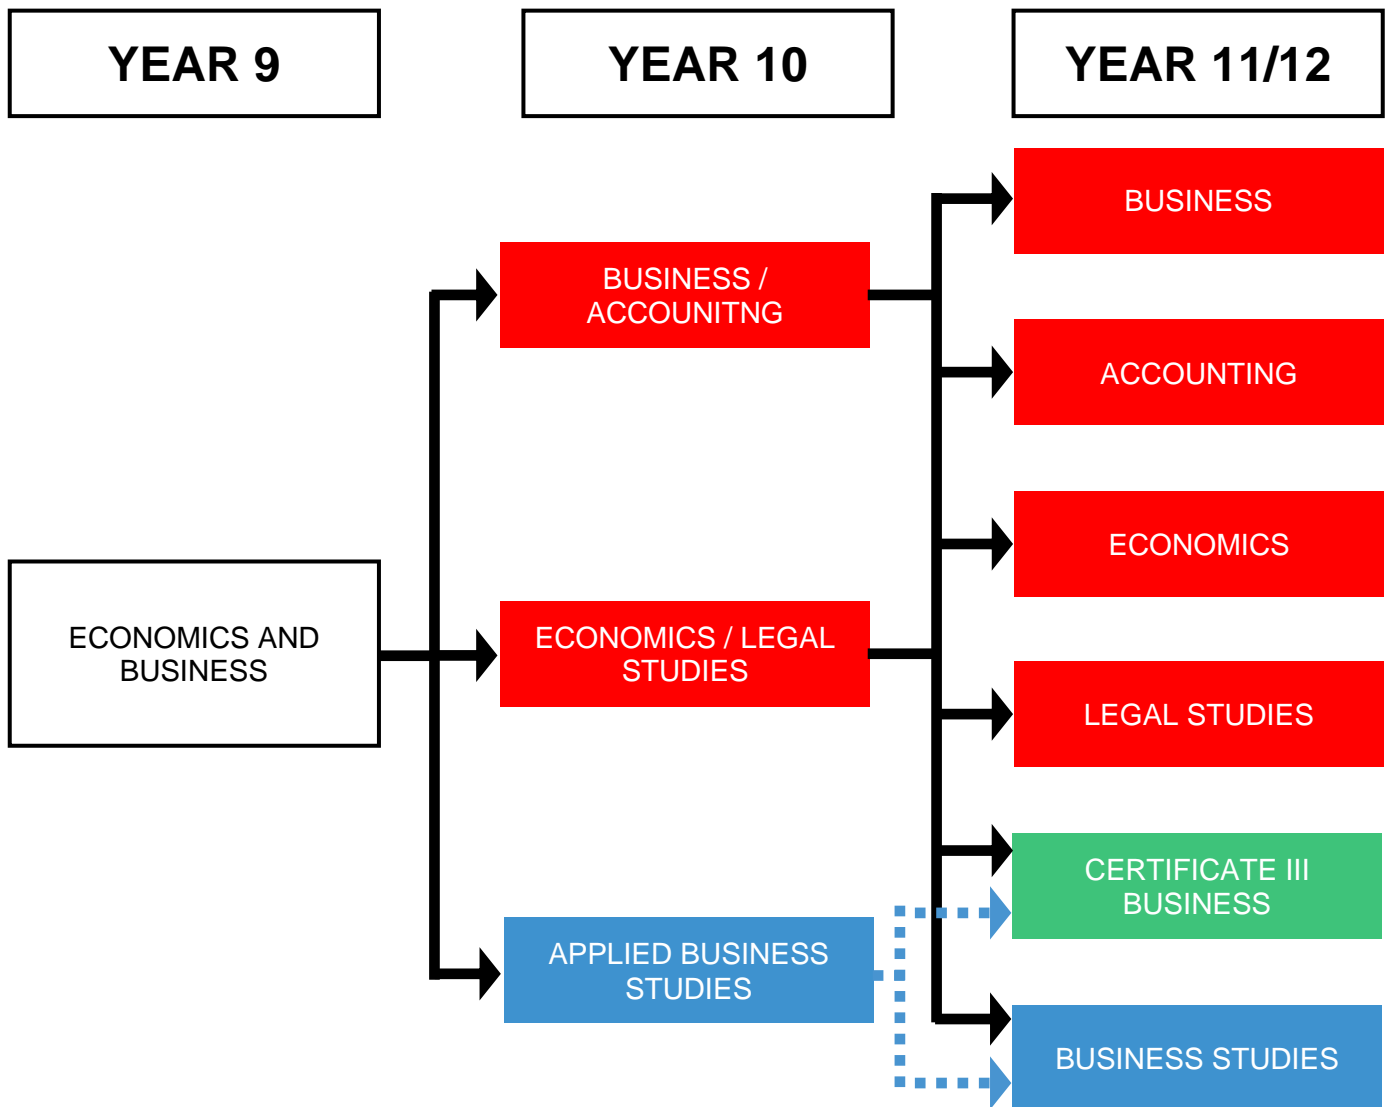 YEAR 9
YEAR 10
YEAR 11/12
BUSINESS
BUSINESS /
ACCOUNITNG
ACCOUNTING
ECONOMICS
ECONOMICS AND
BUSINESS
ECONOMICS / LEGAL
STUDIES
LEGAL STUDIES
CERTIFICATE III
BUSINESS
APPLIED BUSINESS
STUDIES
BUSINESS STUDIES